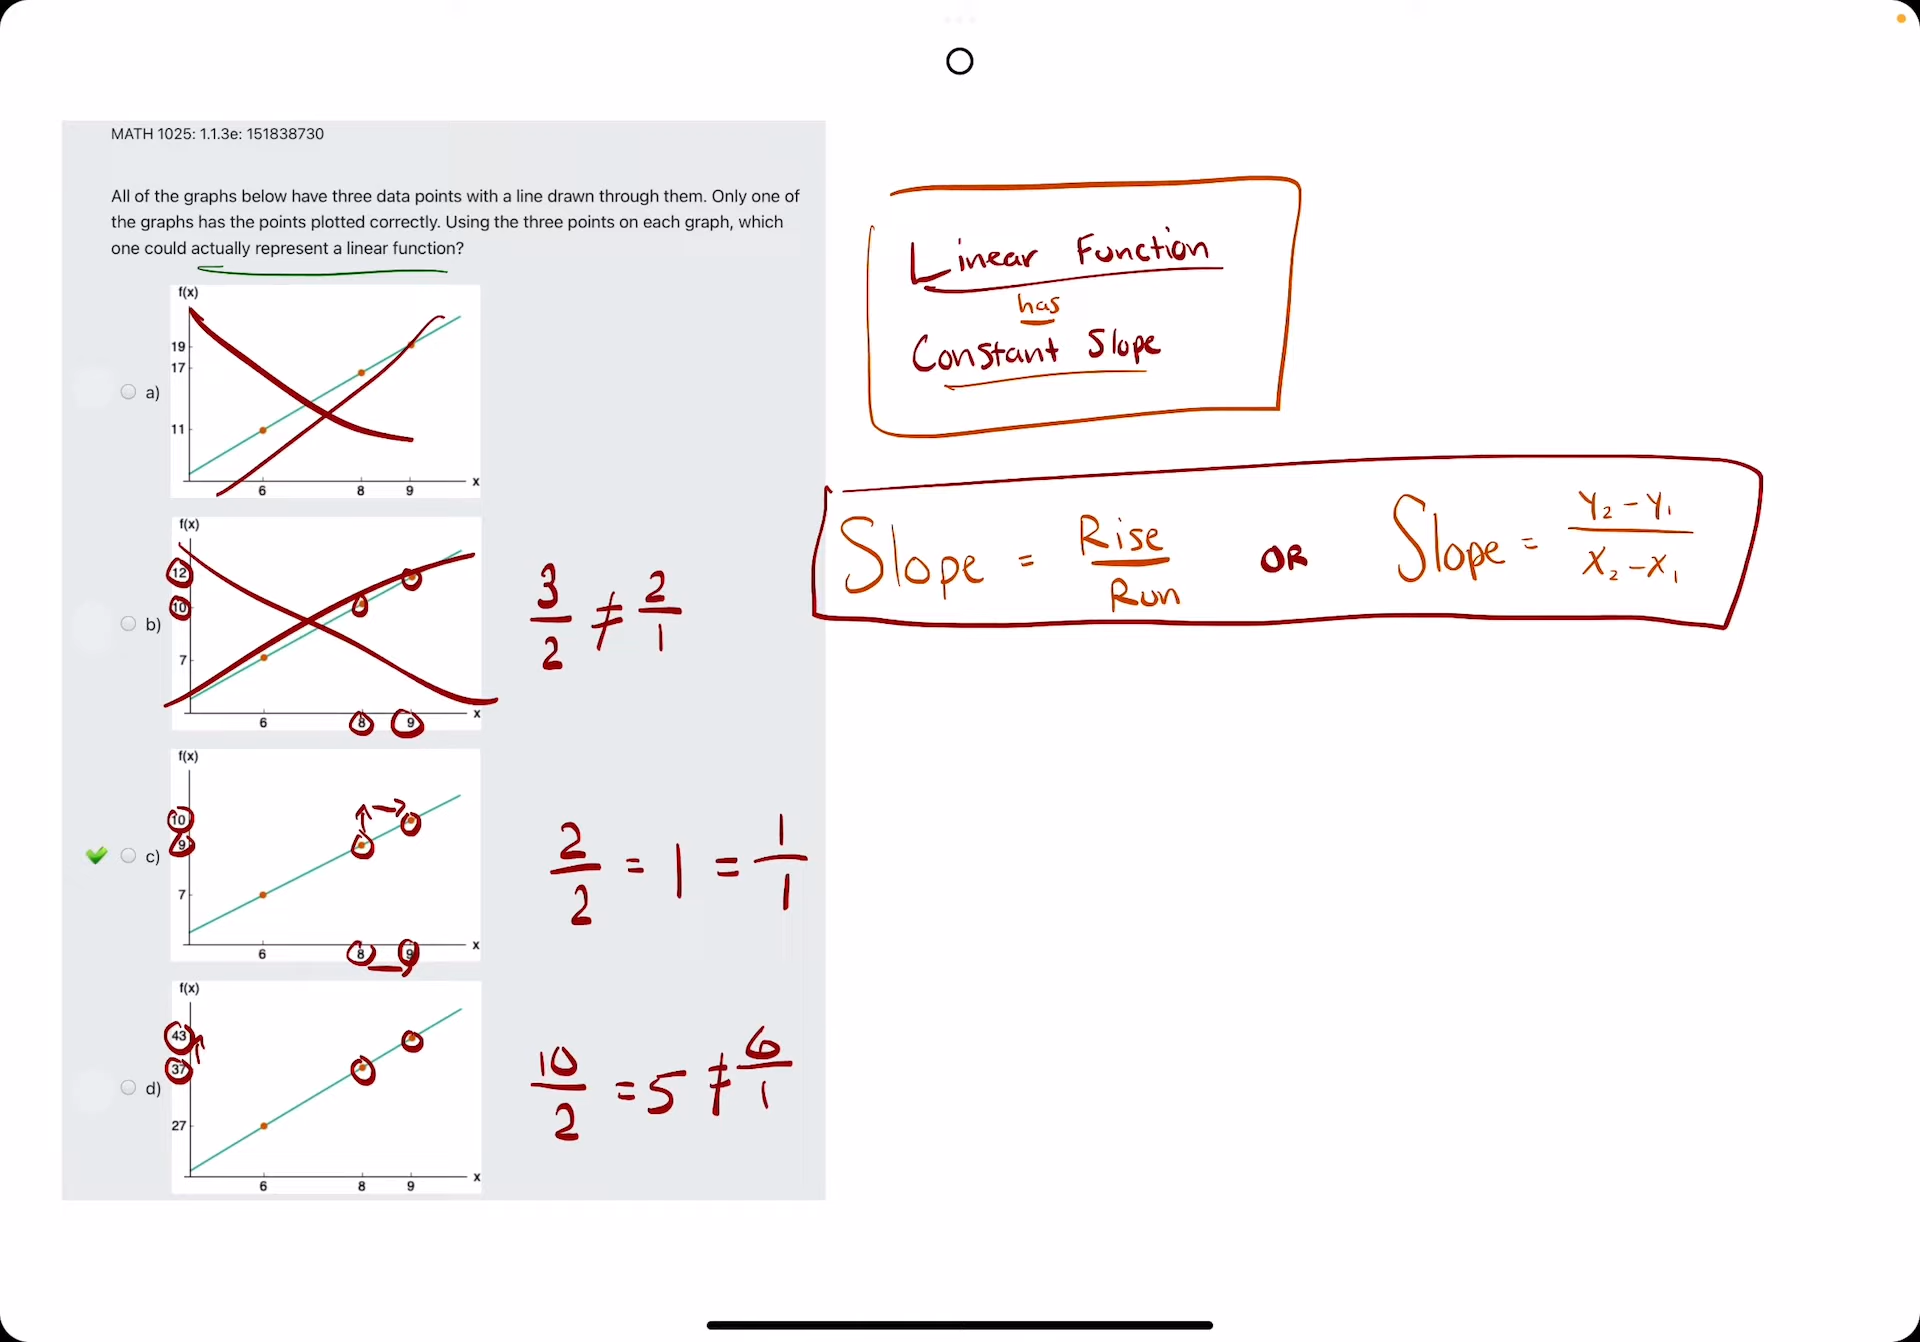 MATH 1025: 1.1.3e: 151838730
All of the graphs below have three data points with a line drawn through them. Only one of
the graphs has the points plotted correctly. Using the three points on each graph, which
one could actually represent a linear function?
f(x)
19
17
a)
11
6 8 9 x
f(x)
12
10
b)
7
6 8 9 x
3/2 ≠ 2/1
f(x)
10
9
c)
7
6 8 9 x
2/2 = 1 = 1/1
f(x)
43
37
d)
27
6 8 9 x
10/2 = 5 ≠ 6/1
Linear Function
has
Constant Slope
Slope = Rise/Run OR Slope = Y₂-Y₁/X₂-X₁